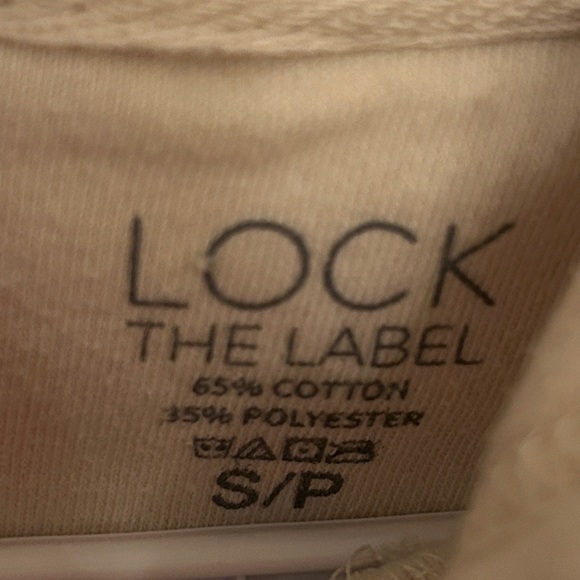 LOCK
THE LABEL
65% COTTON
35% POLYESTER
S/P